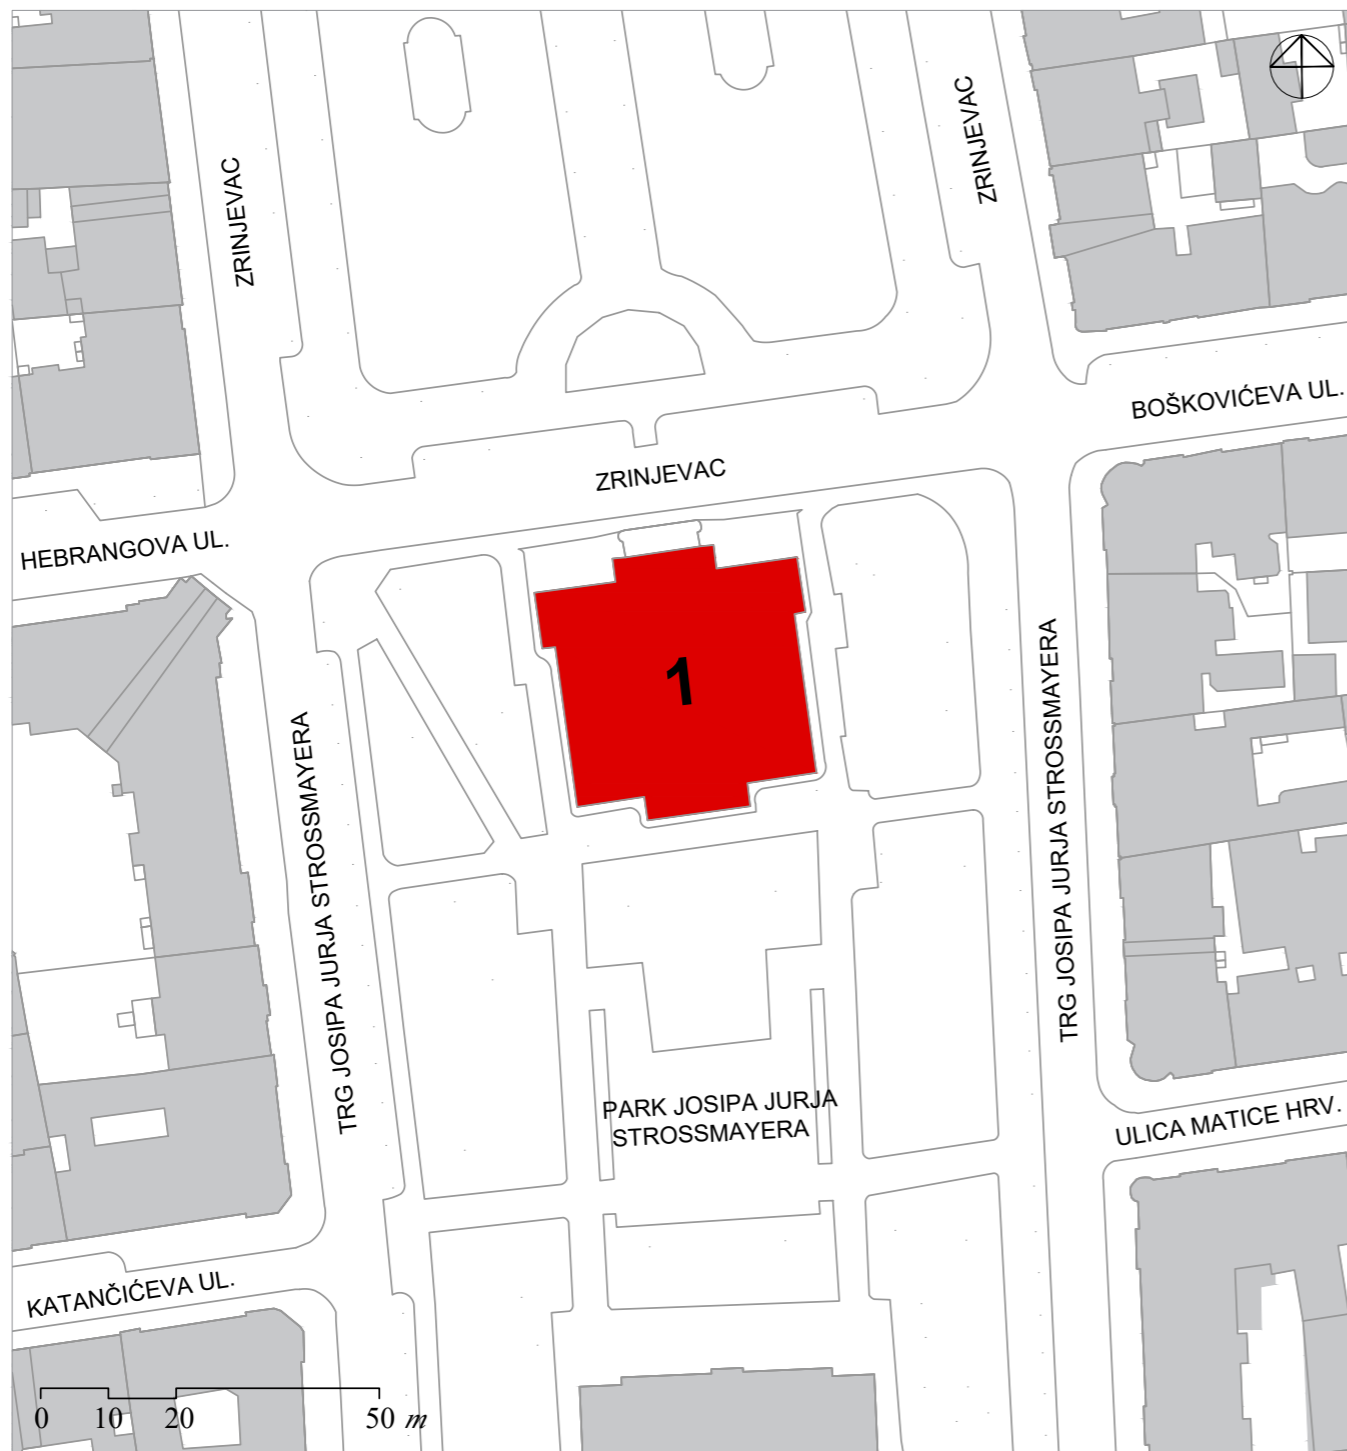 ZRINJEVAC
ZRINJEVAC
BOŠKOVIĆEVA UL.
ZRINJEVAC
HEBRANGOVA UL.
1
TRG JOSIPA JURJA STROSSMAYERA
TRG JOSIPA JURJA STROSSMAYERA
PARK JOSIPA JURJA
STROSSMAYERA
ULICA MATICE HRV.
KATANČIĆEVA UL.
0 10 20 50 m